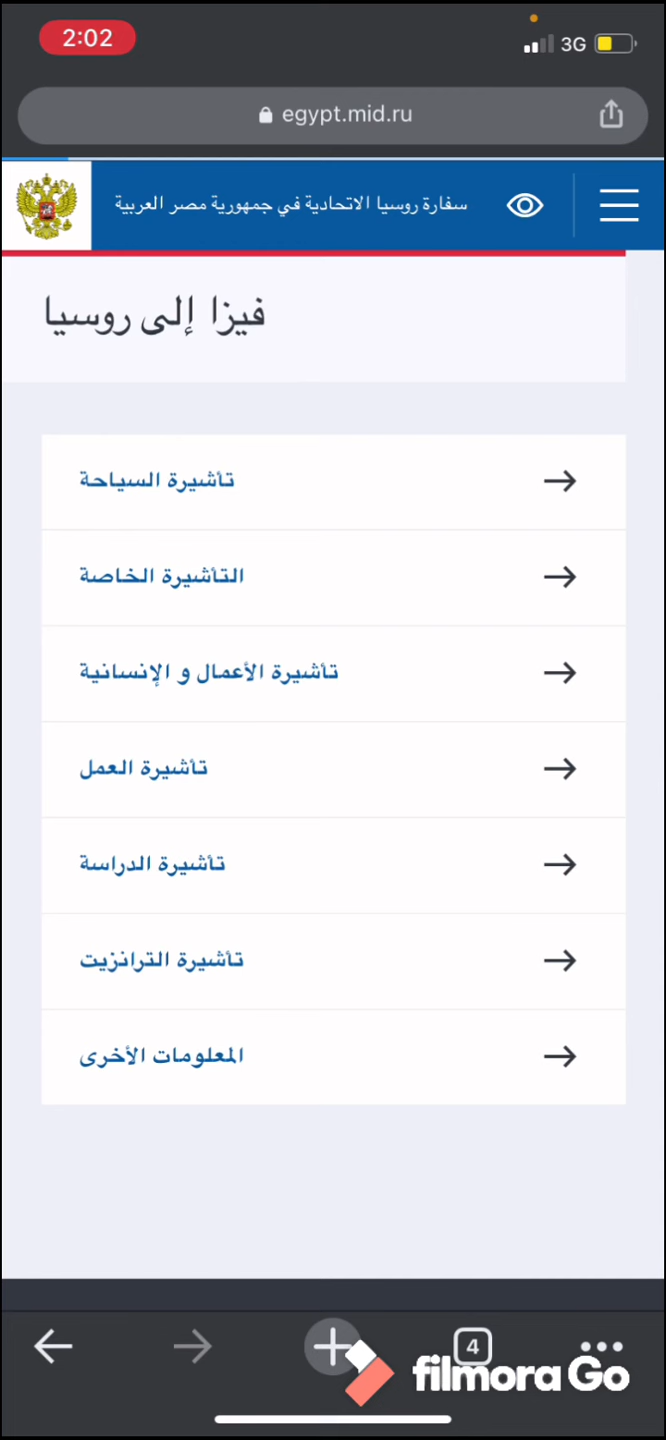 2:02
3G
egypt.mid.ru
سفارة روسيا الاتحادية في جمهورية مصر العربية
فيزا إلى روسيا
تأشيرة السياحة
التأشيرة الخاصة
تأشيرة الأعمال و الإنسانية
تأشيرة العمل
تأشيرة الدراسة
تأشيرة الترانزيت
المعلومات الأخرى
4
filmora Go